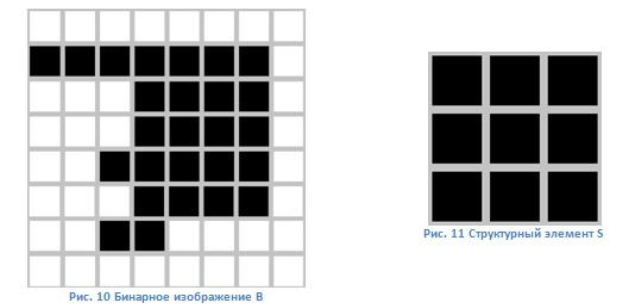 Рис. 10 Бинарное изображение B
Рис. 11 Структурный элемент S